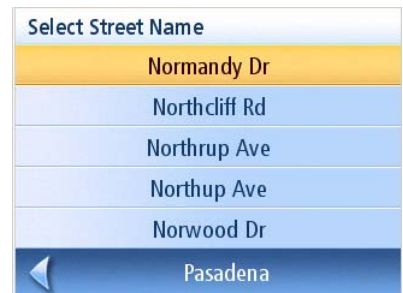 Select Street Name
Normandy Dr
Northcliff Rd
Northrup Ave
Northup Ave
Norwood Dr
Pasadena